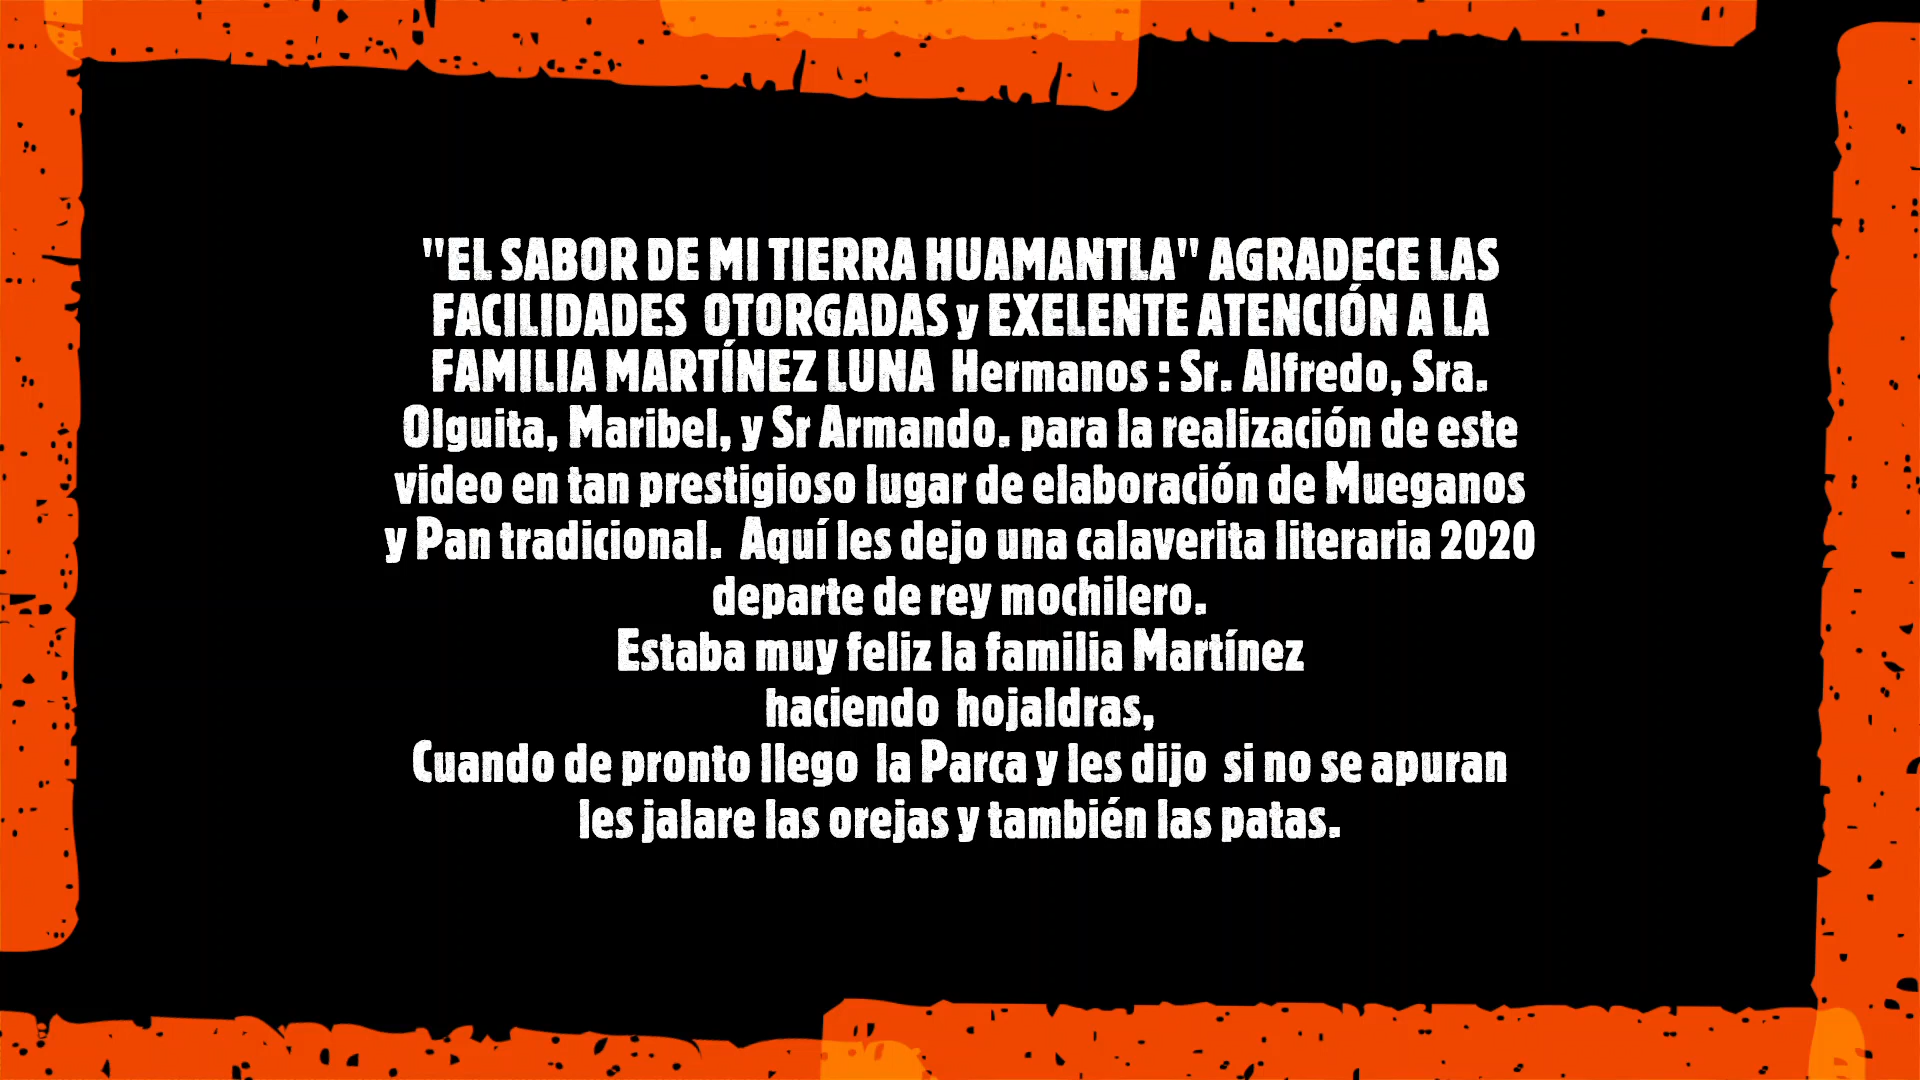 "EL SABOR DE MI TIERRA HUAMANTLA" AGRADECE LAS
FACILIDADES OTORGADAS y EXELENTE ATENCIÓN A LA
FAMILIA MARTÍNEZ LUNA Hermanos : Sr. Alfredo, Sra.
Olguita, Maribel, y Sr Armando. para la realización de este
video en tan prestigioso lugar de elaboración de Mueganos
y Pan tradicional. Aquí les dejo una calaverita literaria 2020
departe de rey mochilero.
Estaba muy feliz la familia Martínez
haciendo hojaldras,
Cuando de pronto llego la Parca y les dijo si no se apuran
les jalare las orejas y también las patas.